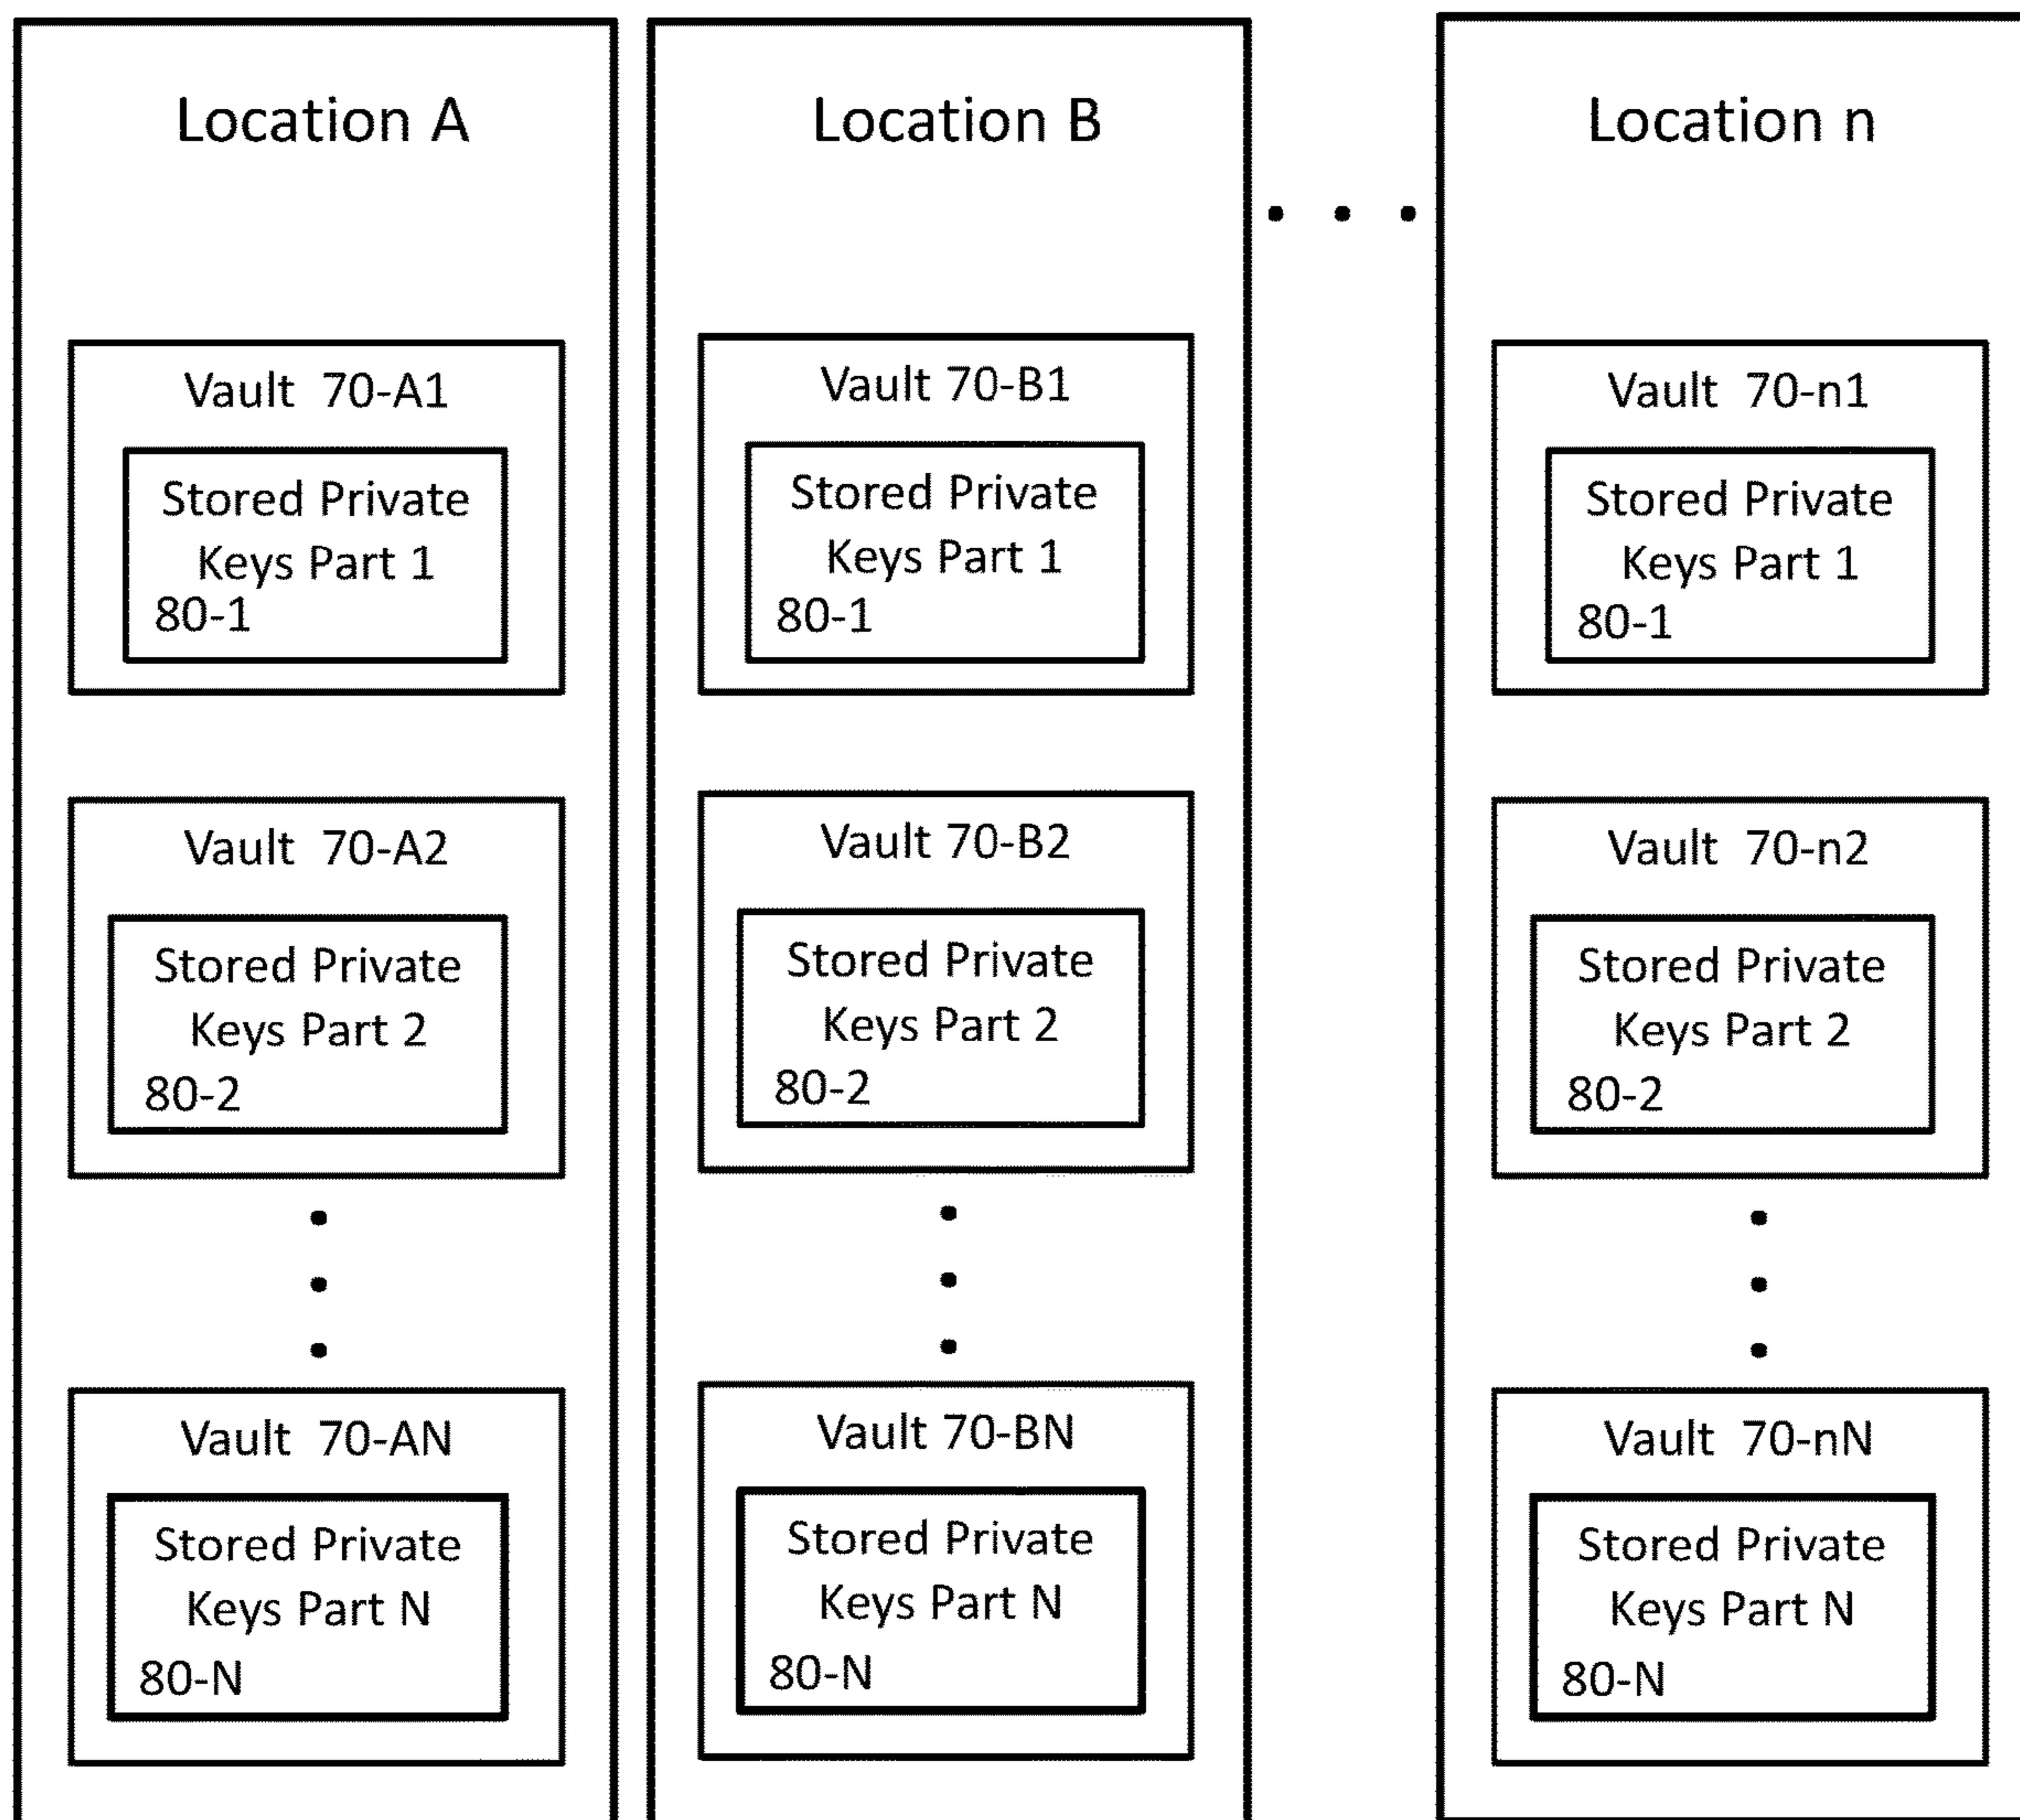 Location A
Vault 70-A1
Stored Private
Keys Part 1
80-1
Vault 70-A2
Stored Private
Keys Part 2
80-2
Vault 70-AN
Stored Private
Keys Part N
80-N
Location B
Vault 70-B1
Stored Private
Keys Part 1
80-1
Vault 70-B2
Stored Private
Keys Part 2
80-2
Vault 70-BN
Stored Private
Keys Part N
80-N
Location n
Vault 70-n1
Stored Private
Keys Part 1
80-1
Vault 70-n2
Stored Private
Keys Part 2
80-2
Vault 70-nN
Stored Private
Keys Part N
80-N